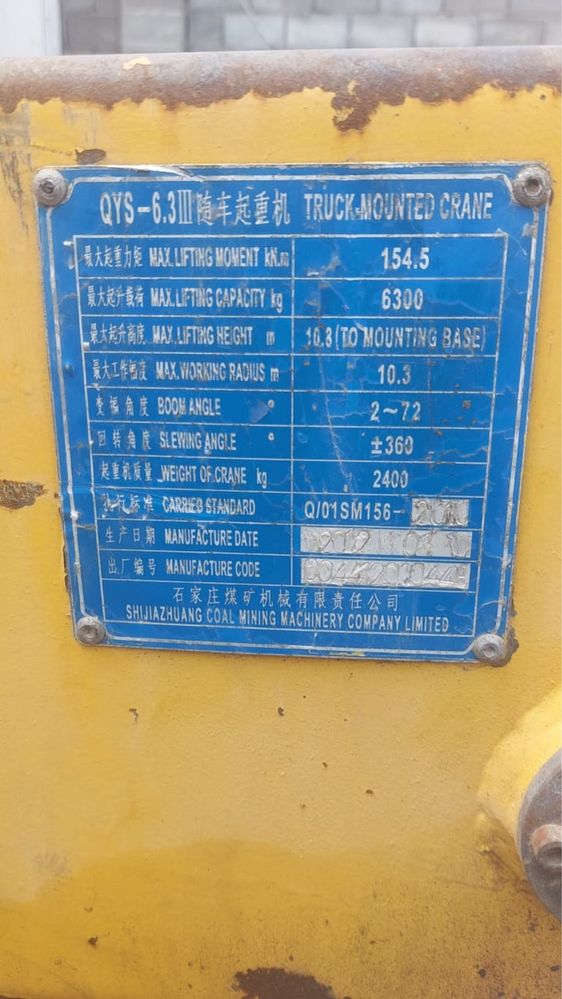 QYS-6.3III随车起重机 TRUCK-MOUNTED CRANE
最大起重力矩 MAX.LIFTING MOMENT kN.m 154.5
最大起升载荷 MAX.LIFTING CAPACITY kg 6300
最大起升高度 MAX.LIFTING HEIGHT m 10.3(TO MOUNTING BASE)
最大工作幅度 MAX.WORKING RADIUS m 10.3
变幅角度 BOOM ANGLE ° 2~72
回转角度 SLEWING ANGLE ° ±360
起重机质量 WEIGHT OF CRANE kg 2400
执行标准 CARRIED STANDARD Q/01SM156-
生产日期 MANUFACTURE DATE
出厂编号 MANUFACTURE CODE
石家庄煤矿机械有限责任公司
SHIJIAZHUANG COAL MINING MACHINERY COMPANY LIMITED